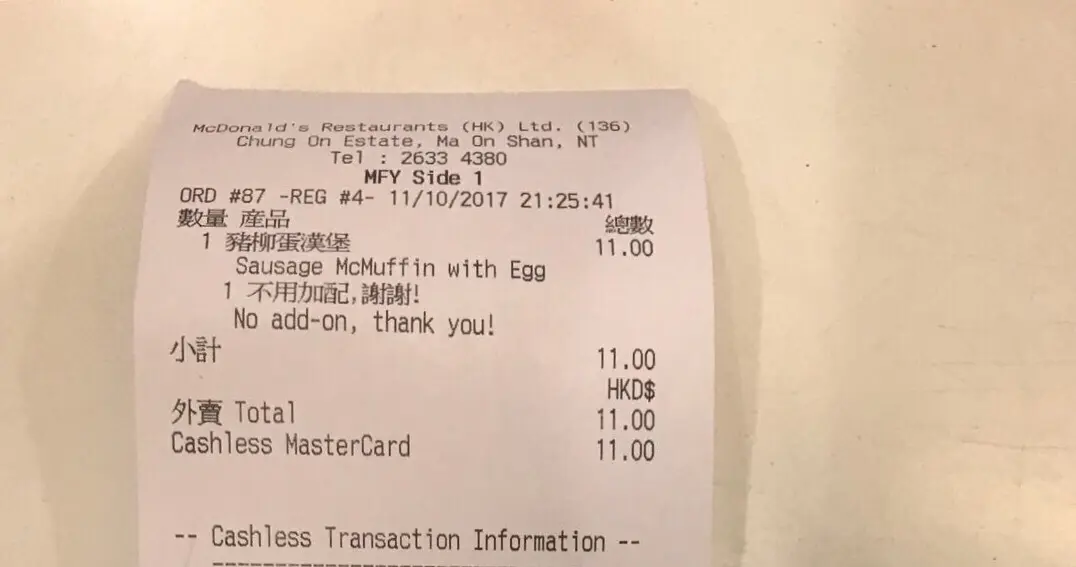 McDonald's Restaurants (HK) Ltd. (136)
Chung On Estate, Ma On Shan, NT
Tel : 2633 4380
MFY Side 1
ORD #87 -REG #4- 11/10/2017 21:25:41
數量 產品 總數
1 豬柳蛋漢堡 11.00
Sausage McMuffin with Egg
1 不用加配,謝謝!
No add-on, thank you!
小計 11.00
HKD$
外賣 Total 11.00
Cashless MasterCard 11.00
-- Cashless Transaction Information --